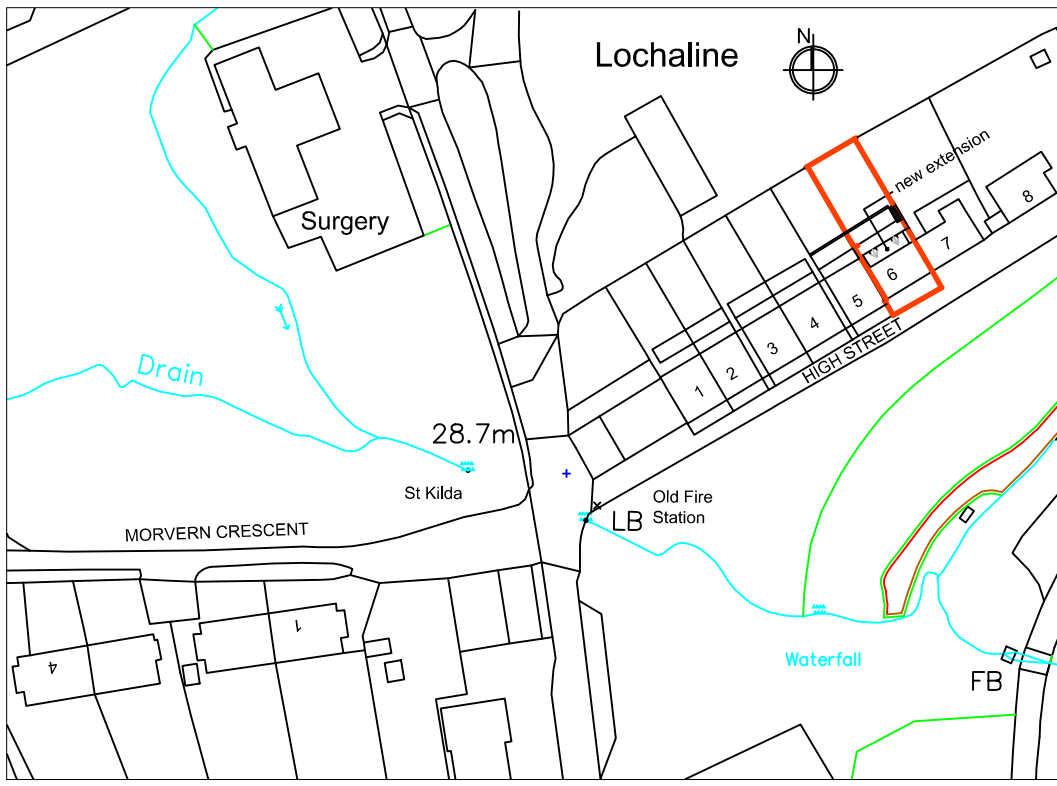 Lochaline
N
new extension
Surgery
8
7
6
5
4
3
2
1
HIGH STREET
Drain
28.7m
St Kilda
Old Fire
Station
LB
MORVERN CRESCENT
1
4
Waterfall
FB